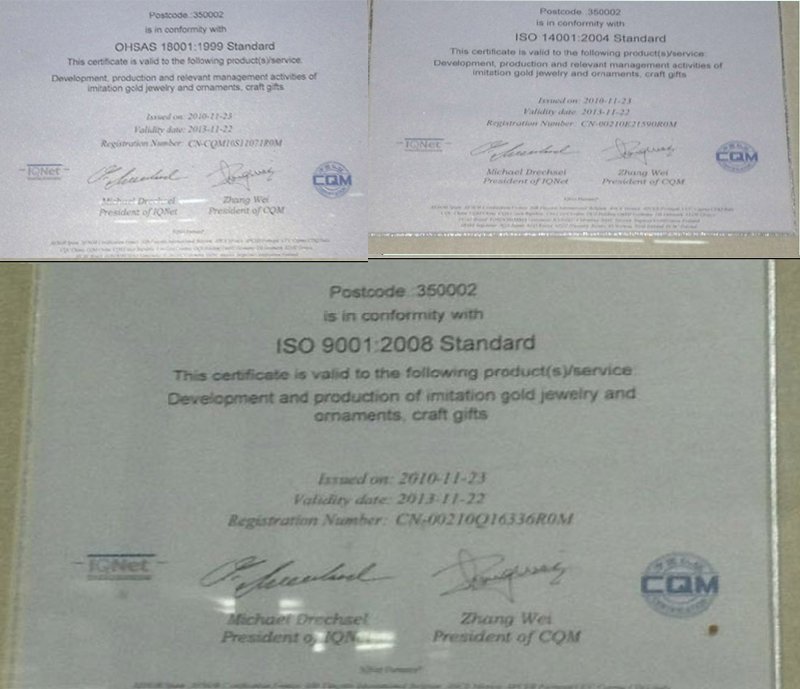 Postcode: 350002
is in conformity with
OHSAS 18001:1999 Standard
This certificate is valid to the following product(s)/service:
Development, production and relevant management activities of
imitation gold jewelry and ornaments, craft gifts
Issued on: 2010-11-23
Validity date: 2013-11-22
Registration Number: CN-CQM10S11071R0M
IQNet
CQM
Michael Drechsel
President of IQNet
Zhang Wei
President of CQM
Postcode: 350002
is in conformity with
ISO 14001:2004 Standard
This certificate is valid to the following product(s)/service:
Development, production and relevant management activities of
imitation gold jewelry and ornaments, craft gifts
Issued on: 2010-11-23
Validity date: 2013-11-22
Registration Number: CN-00210E21590R0M
IQNet
CQM
Michael Drechsel
President of IQNet
Zhang Wei
President of CQM
Postcode: 350002
is in conformity with
ISO 9001:2008 Standard
This certificate is valid to the following product(s)/service:
Development and production of imitation gold jewelry and
ornaments, craft gifts
Issued on: 2010-11-23
Validity date: 2013-11-22
Registration Number: CN-00210Q16336R0M
IQNet
CQM
Michael Drechsel
President of IQNet
Zhang Wei
President of CQM